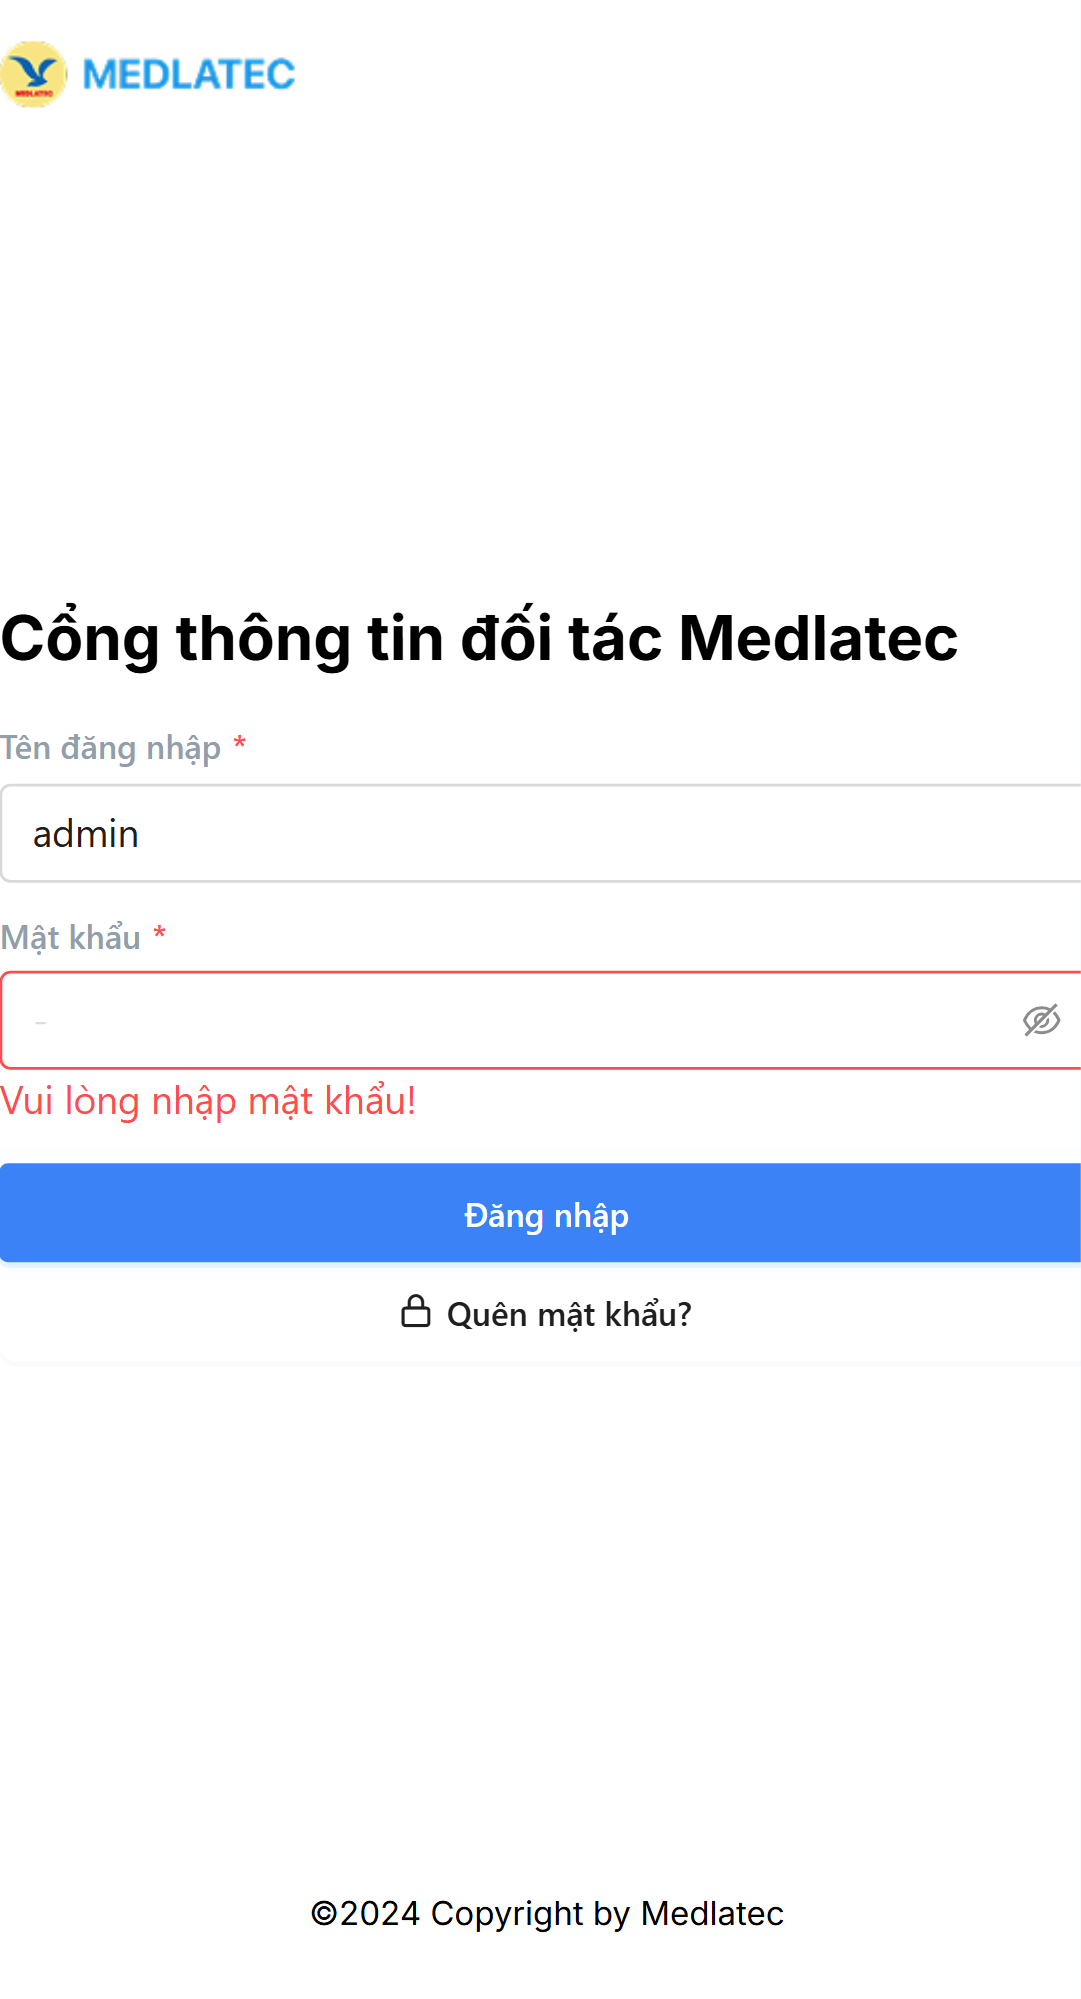 MEDLATEC
MEDLATEC
Cổng thông tin đối tác Medlatec
Tên đăng nhập *
admin
Mật khẩu *
-
Vui lòng nhập mật khẩu!
Đăng nhập
Quên mật khẩu?
©2024 Copyright by Medlatec